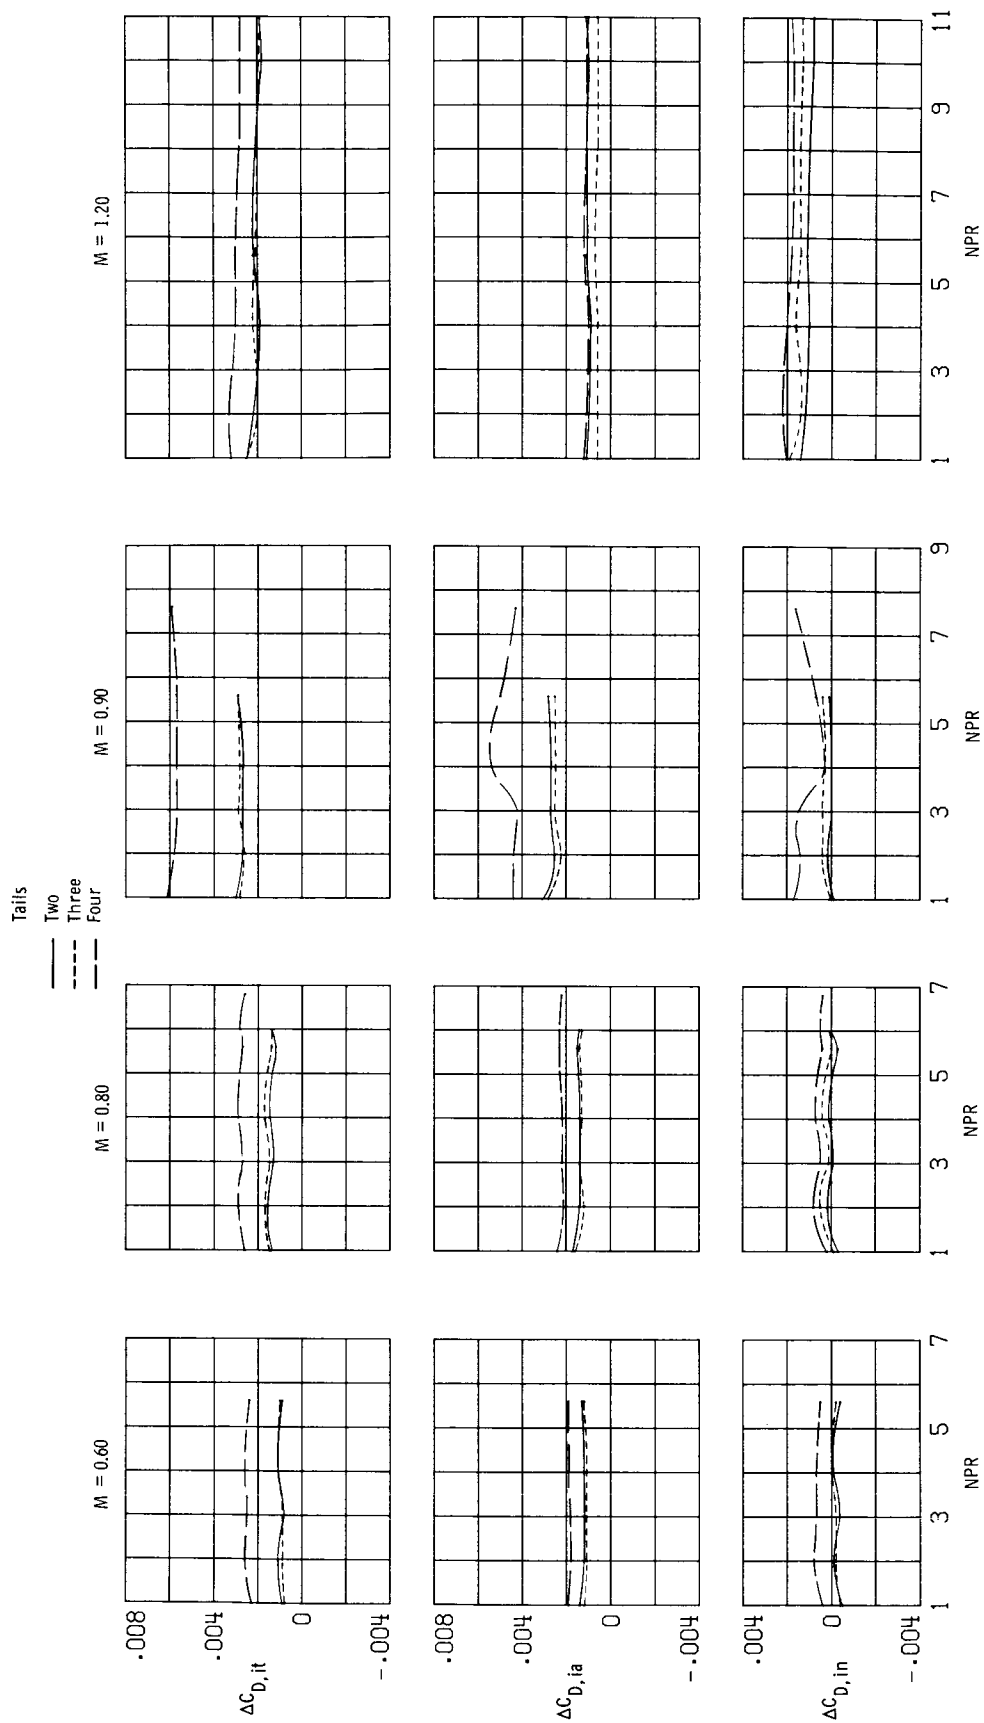 Tails
Two
Three
Four
M = 0.60
M = 0.80
M = 0.90
M = 1.20
ΔC_D,it
.008
.004
0
-.004
ΔC_D,ia
.008
.004
0
-.004
ΔC_D,in
.004
0
-.004
1 3 5 7
NPR
1 3 5 7
NPR
1 3 5 7 9
NPR
1 3 5 7 9 11
NPR